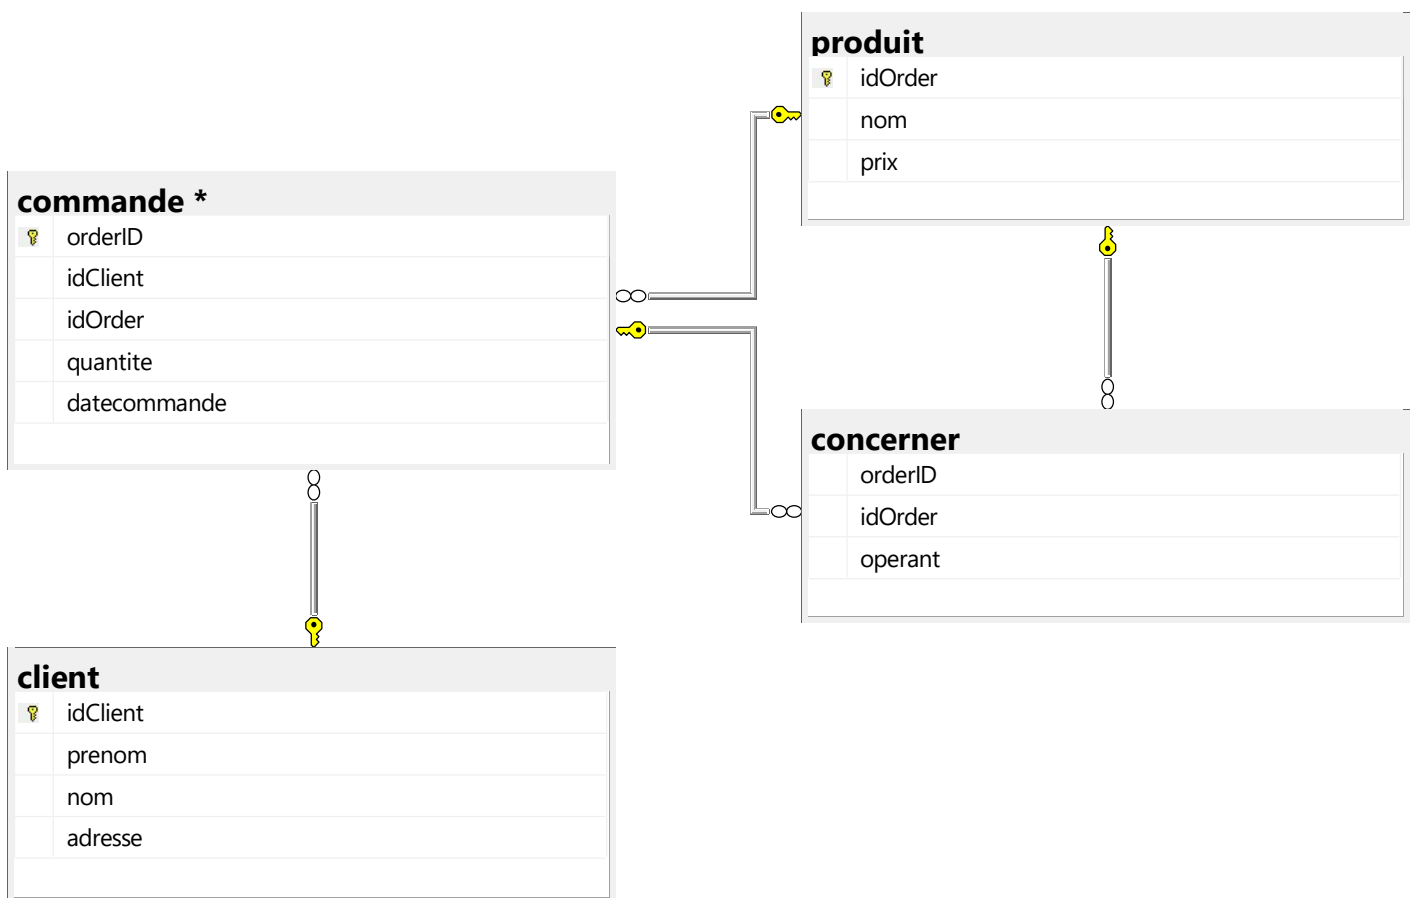 produit
idOrder
nom
prix
commande *
orderID
idClient
idOrder
quantite
datecommande
concerner
orderID
idOrder
operant
client
idClient
prenom
nom
adresse